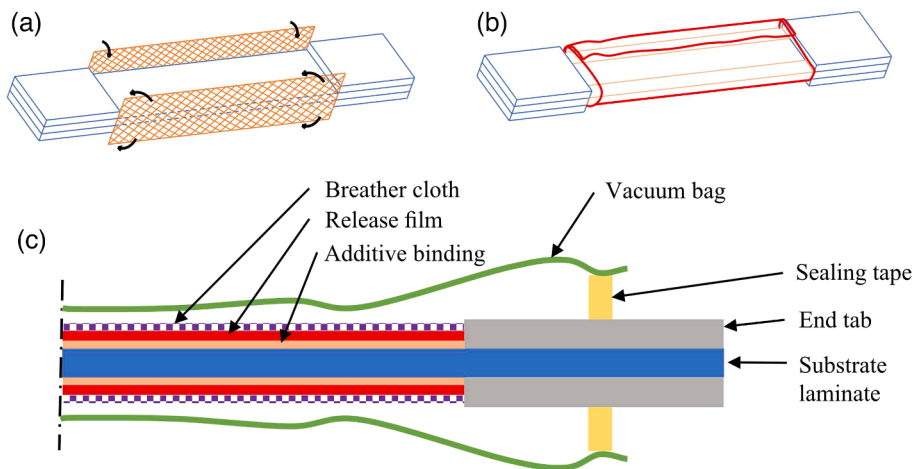 (a)
(b)
Breather cloth
Release film
Additive binding
Vacuum bag
(c)
Sealing tape
End tab
Substrate
laminate